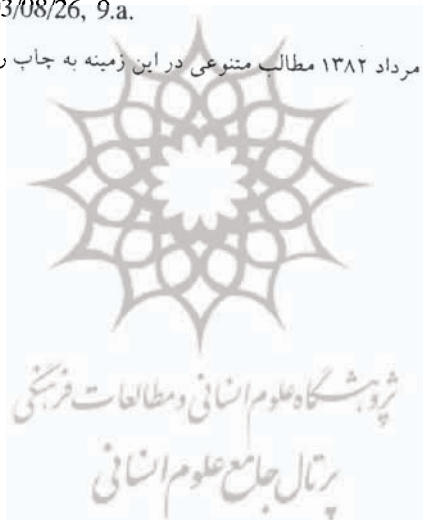 3/08/26, 9.a.
مرداد ۱۳۸۲ مطالب متنوعی در این زمینه به چاپ ر
پژوهشگاه علوم انسانی و مطالعات فرهنگی
پرتال جامع علوم انسانی